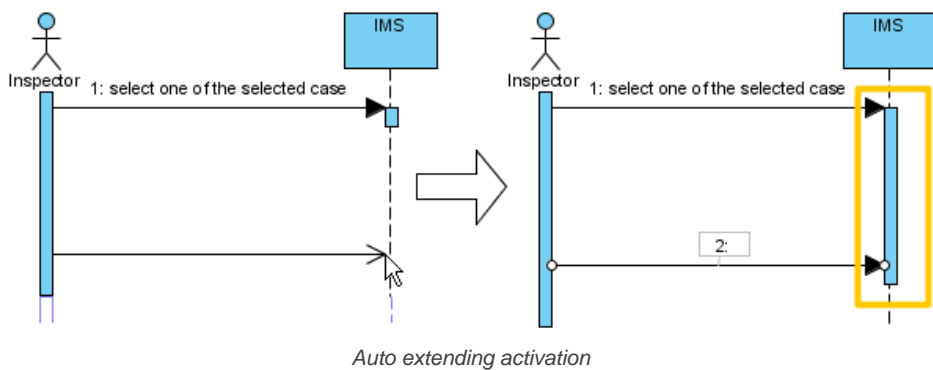 IMS
IMS
Inspector
1: select one of the selected case
Inspector
1: select one of the selected case
2:
Auto extending activation